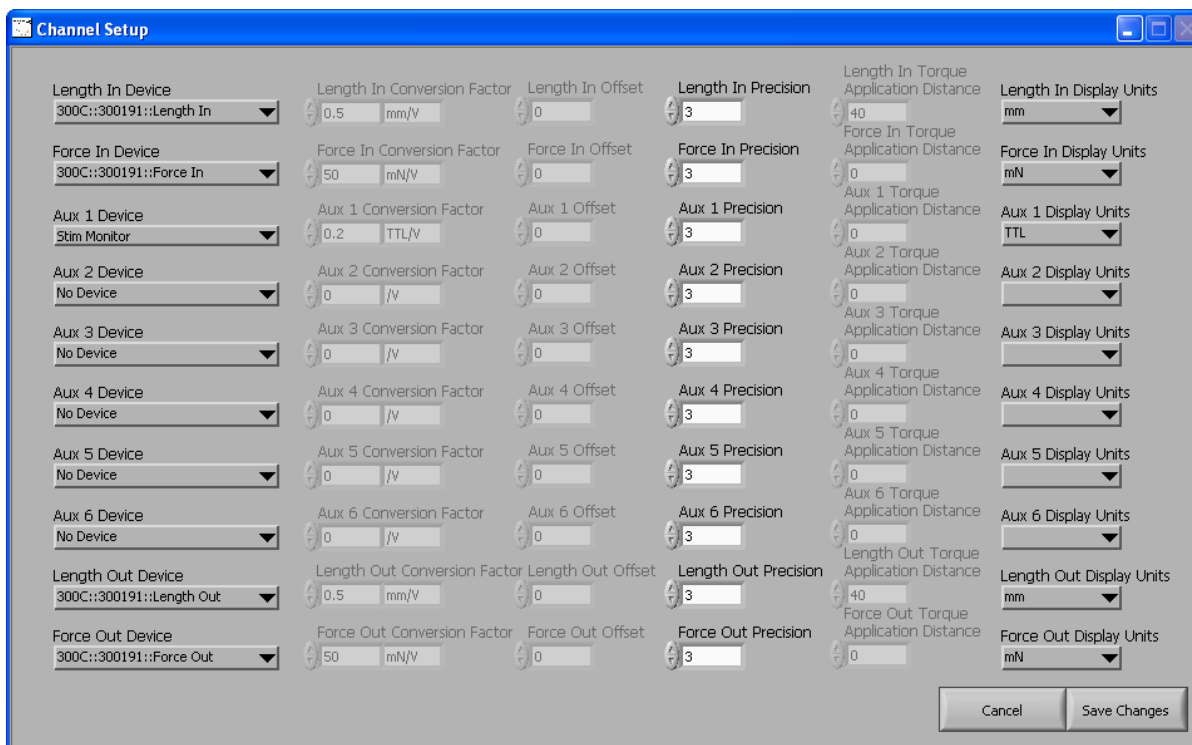 Channel Setup
Length In Device
Length In Conversion Factor
Length In Offset
Length In Precision
Length In Torque
Application Distance
Length In Display Units
300C::300191::Length In
0.5
mm/V
0
3
40
mm
Force In Device
Force In Conversion Factor
Force In Offset
Force In Precision
Force In Torque
Application Distance
Force In Display Units
300C::300191::Force In
50
mN/V
0
3
0
mN
Aux 1 Device
Aux 1 Conversion Factor
Aux 1 Offset
Aux 1 Precision
Aux 1 Torque
Application Distance
Aux 1 Display Units
Stim Monitor
0.2
TTL/V
0
3
0
TTL
Aux 2 Device
Aux 2 Conversion Factor
Aux 2 Offset
Aux 2 Precision
Aux 2 Torque
Application Distance
Aux 2 Display Units
No Device
0
/V
0
3
0
Aux 3 Device
Aux 3 Conversion Factor
Aux 3 Offset
Aux 3 Precision
Aux 3 Torque
Application Distance
Aux 3 Display Units
No Device
0
/V
0
3
0
Aux 4 Device
Aux 4 Conversion Factor
Aux 4 Offset
Aux 4 Precision
Aux 4 Torque
Application Distance
Aux 4 Display Units
No Device
0
/V
0
3
0
Aux 5 Device
Aux 5 Conversion Factor
Aux 5 Offset
Aux 5 Precision
Aux 5 Torque
Application Distance
Aux 5 Display Units
No Device
0
/V
0
3
0
Aux 6 Device
Aux 6 Conversion Factor
Aux 6 Offset
Aux 6 Precision
Aux 6 Torque
Application Distance
Aux 6 Display Units
No Device
0
/V
0
3
0
Length Out Device
Length Out Conversion Factor
Length Out Offset
Length Out Precision
Length Out Torque
Application Distance
Length Out Display Units
300C::300191::Length Out
0.5
mm/V
0
3
40
mm
Force Out Device
Force Out Conversion Factor
Force Out Offset
Force Out Precision
Force Out Torque
Application Distance
Force Out Display Units
300C::300191::Force Out
50
mN/V
0
3
0
mN
Cancel
Save Changes